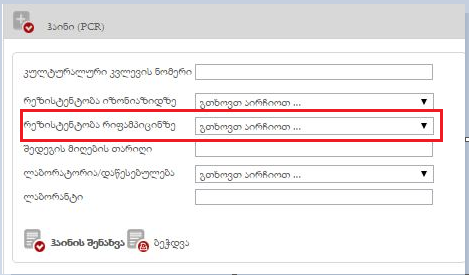 ჰაინი (PCR)
კულტურალური კვლევის ნომერი
რეზისტენტობა იზონიაზიდზე გთხოვთ აირჩიოთ ...
რეზისტენტობა რიფამპიცინზე გთხოვთ აირჩიოთ ...
შედეგის მიღების თარიღი
ლაბორატორია/დაწესებულება გთხოვთ აირჩიოთ ...
ლაბორანტი
ჰაინის შენახვა ბეჭდვა